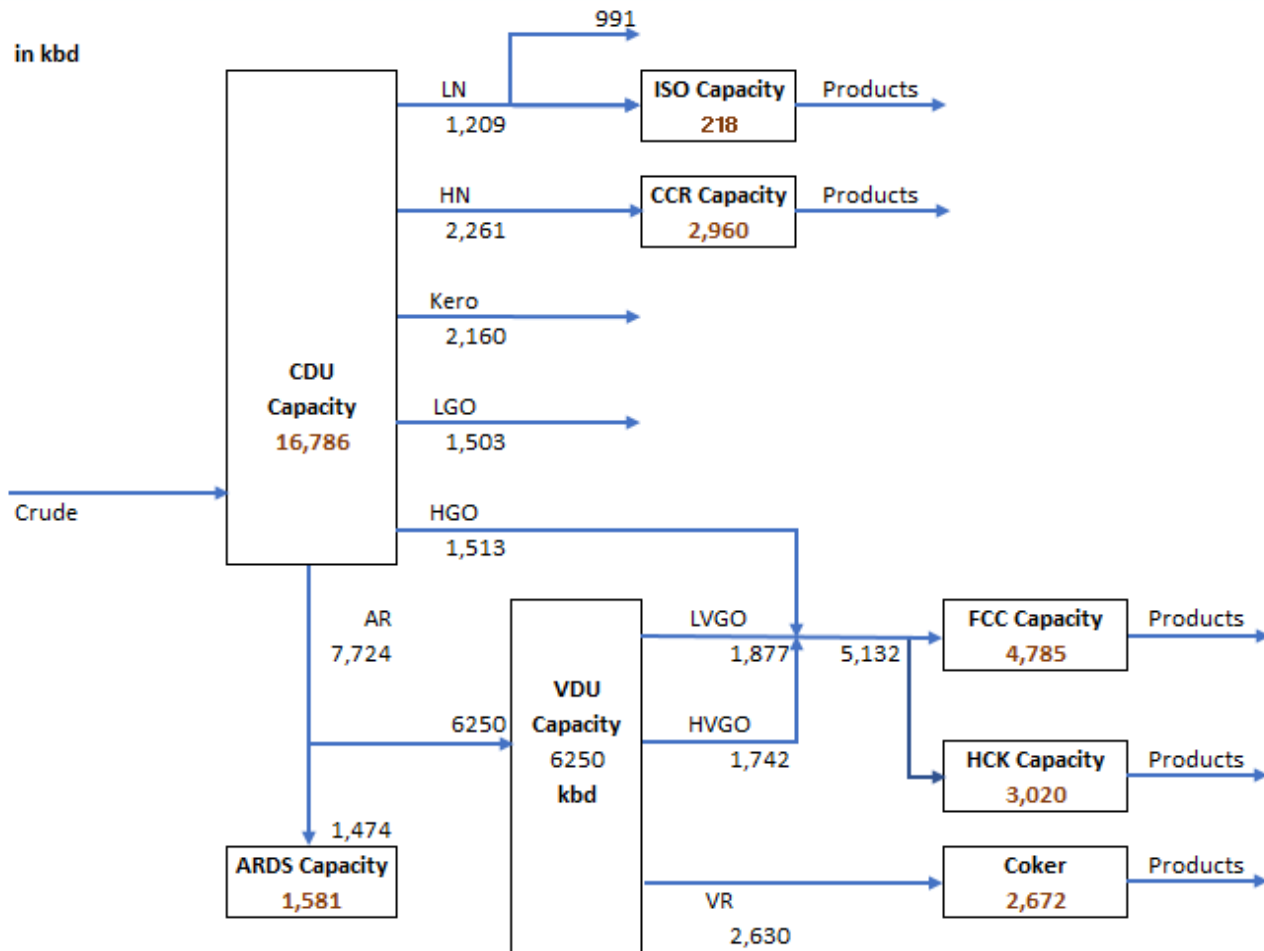 991
in kbd
LN
1,209
ISO Capacity
218
Products
HN
2,261
CCR Capacity
2,960
Products
Kero
2,160
CDU
Capacity
16,786
LGO
1,503
Crude
HGO
1,513
AR
7,724
LVGO
1,877
5,132
FCC Capacity
4,785
Products
6250
VDU
Capacity
6250
kbd
HVGO
1,742
HCK Capacity
3,020
Products
1,474
ARDS Capacity
1,581
VR
2,630
Coker
2,672
Products